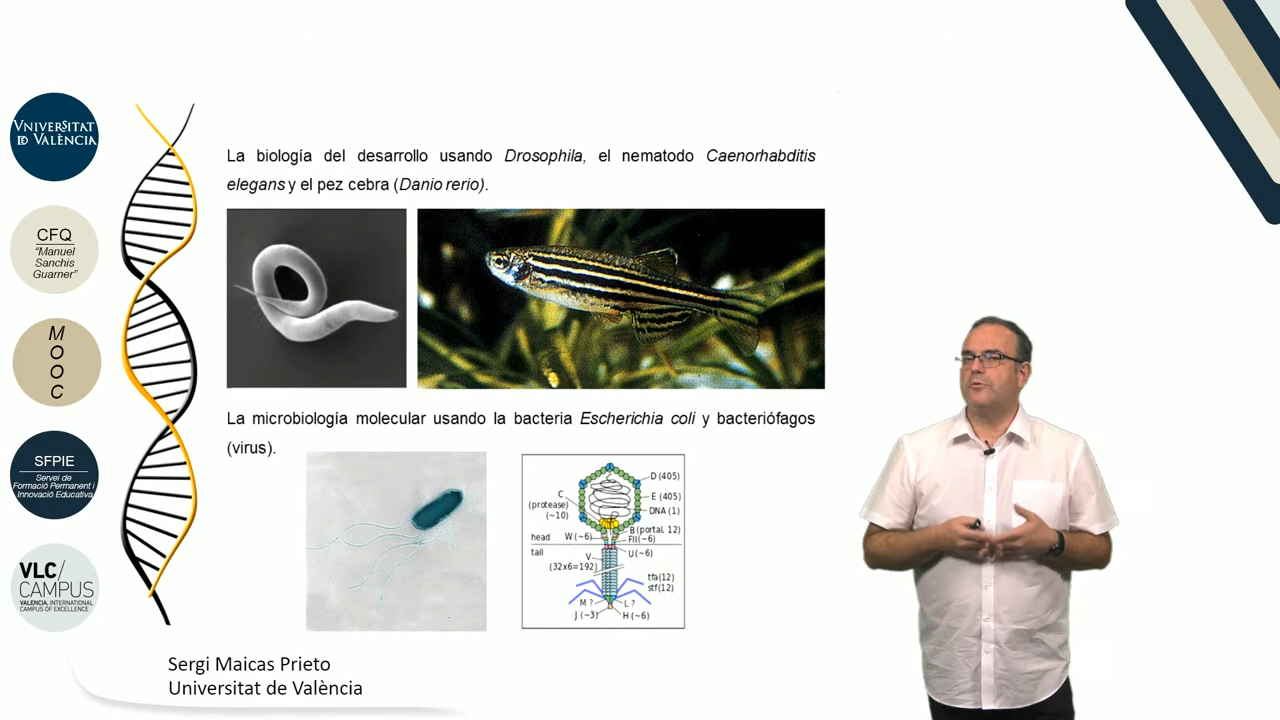 VNIVERSITAT
ID VALÈNCIA
CFQ
“Manuel
Sanchis
Guarner”
M
O
O
C
SFPIE
Servei de
Formació Permanent i
Innovació Educativa
VLC/
CAMPUS
VALENCIA, INTERNATIONAL
CAMPUS OF EXCELLENCE
La biología del desarrollo usando Drosophila, el nematodo Caenorhabditis
elegans y el pez cebra (Danio rerio).
La microbiología molecular usando la bacteria Escherichia coli y bacteriófagos
(virus).
D (405)
C
(protease)
(~10)
E (405)
DNA (1)
B (portal, 12)
head W (~6) FII(~6)
tail U (~6)
V
(32x6=192)
tfa(12)
stf(12)
M ? L ?
J (~3) H (~6)
Sergi Maicas Prieto
Universitat de València